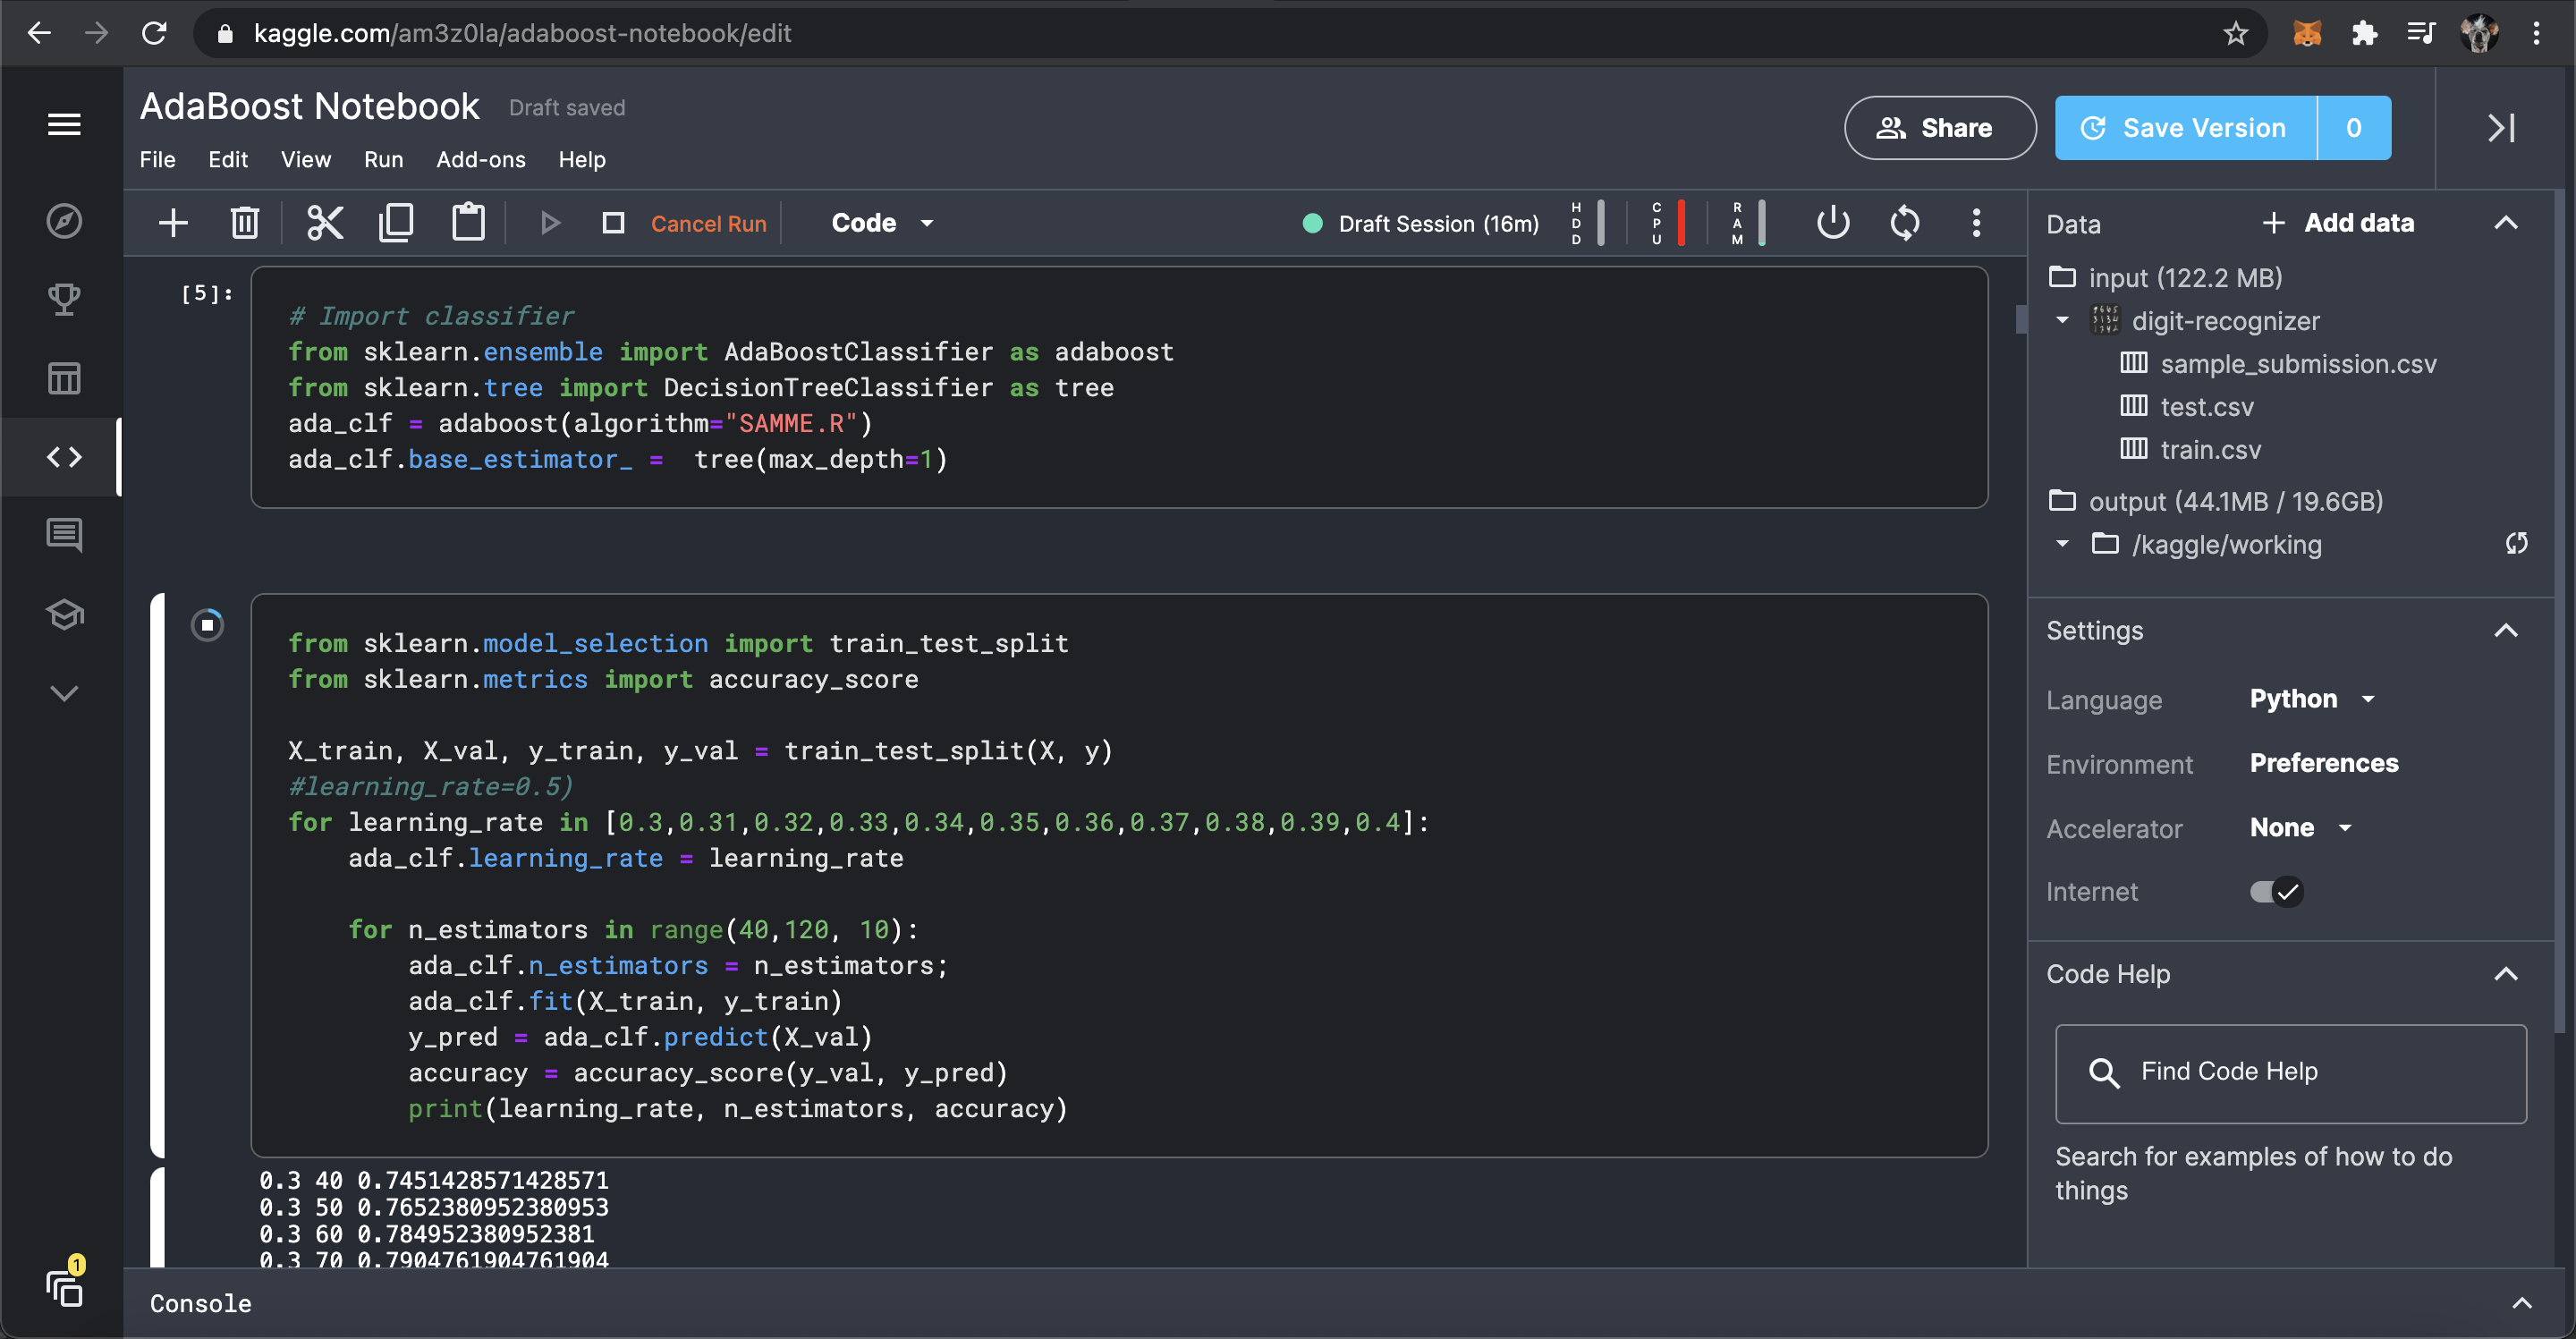 kaggle.com/am3z0la/adaboost-notebook/edit
AdaBoost Notebook Draft saved
File Edit View Run Add-ons Help
Share
Save Version 0
Cancel Run
Code
Draft Session (16m)
HDD
CPU
RAM
[5]:
# Import classifier
from sklearn.ensemble import AdaBoostClassifier as adaboost
from sklearn.tree import DecisionTreeClassifier as tree
ada_clf = adaboost(algorithm="SAMME.R")
ada_clf.base_estimator_ =  tree(max_depth=1)
from sklearn.model_selection import train_test_split
from sklearn.metrics import accuracy_score
X_train, X_val, y_train, y_val = train_test_split(X, y)
#learning_rate=0.5)
for learning_rate in [0.3,0.31,0.32,0.33,0.34,0.35,0.36,0.37,0.38,0.39,0.4]:
    ada_clf.learning_rate = learning_rate
    for n_estimators in range(40,120, 10):
        ada_clf.n_estimators = n_estimators;
        ada_clf.fit(X_train, y_train)
        y_pred = ada_clf.predict(X_val)
        accuracy = accuracy_score(y_val, y_pred)
        print(learning_rate, n_estimators, accuracy)
0.3 40 0.7451428571428571
0.3 50 0.7652380952380953
0.3 60 0.784952380952381
0.3 70 0.7904761904761904
Console
1
Data
+ Add data
input (122.2 MB)
digit-recognizer
sample_submission.csv
test.csv
train.csv
output (44.1MB / 19.6GB)
/kaggle/working
Settings
Language Python
Environment Preferences
Accelerator None
Internet
Code Help
Find Code Help
Search for examples of how to do
things